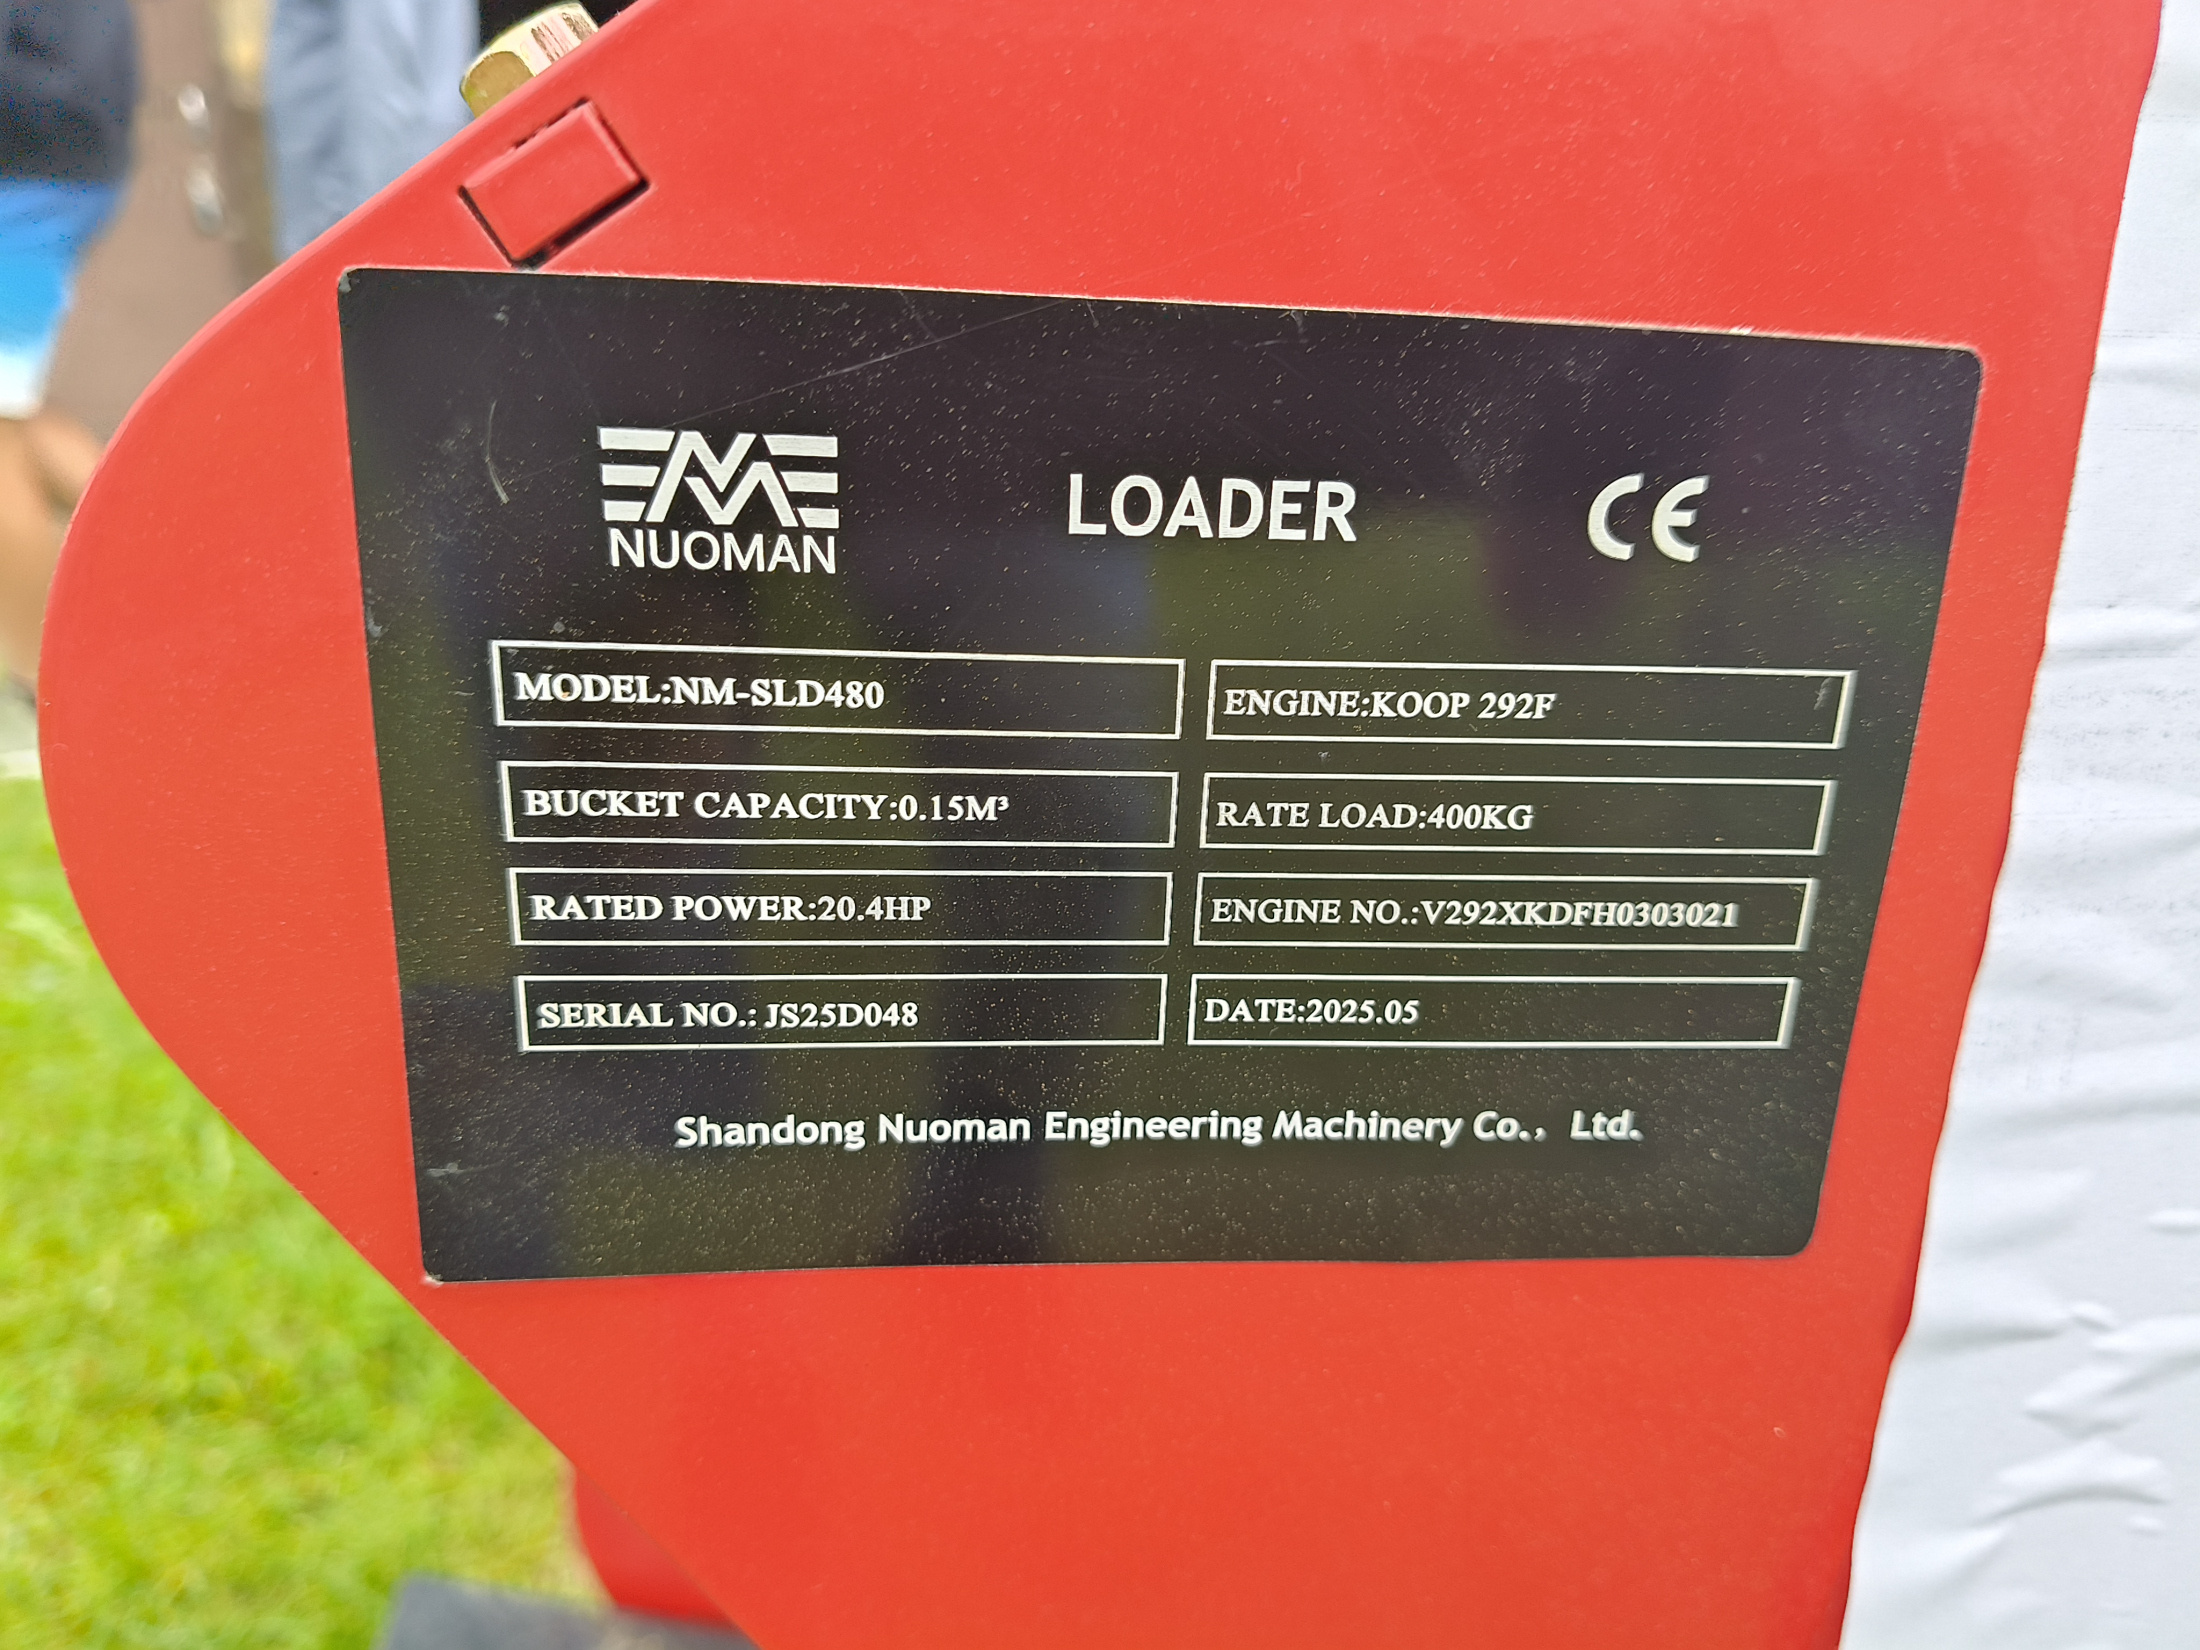 NUOMAN
LOADER
CE
MODEL:NM-SLD480
ENGINE:KOOP 292F
BUCKET CAPACITY:0.15M³
RATE LOAD:400KG
RATED POWER:20.4HP
ENGINE NO.:V292XKDFH0303021
SERIAL NO.: JS25D048
DATE:2025.05
Shandong Nuoman Engineering Machinery Co., Ltd.